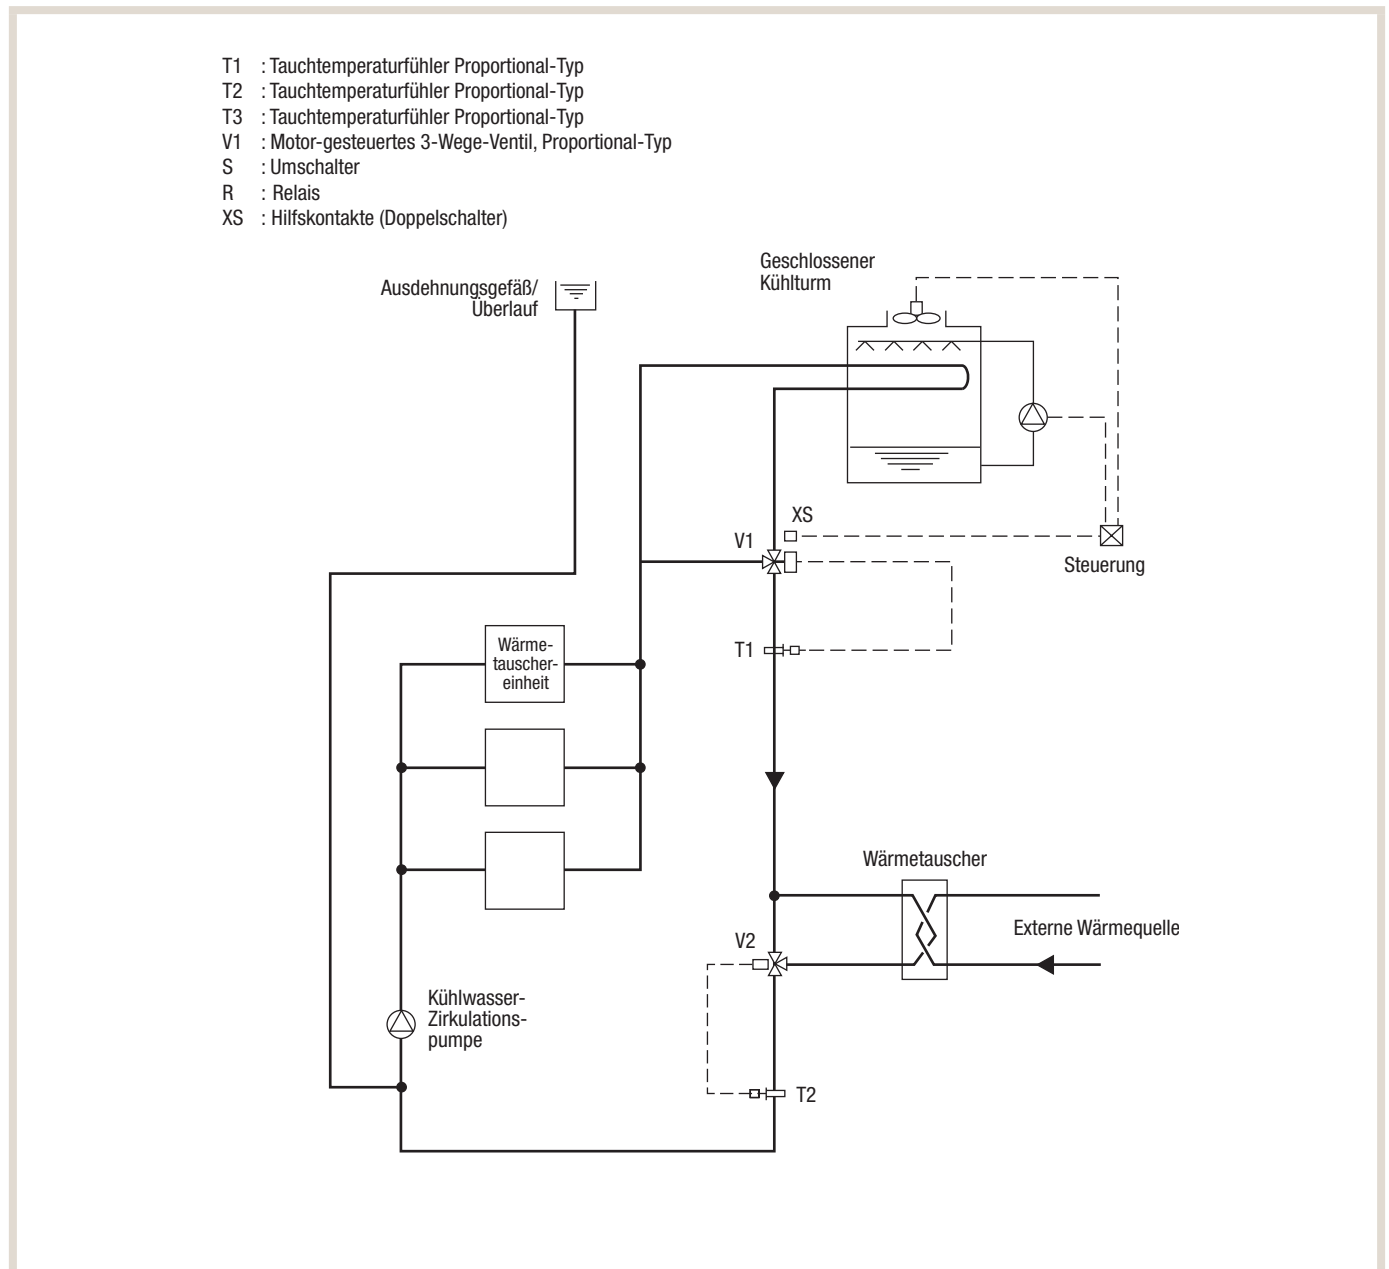 T1 : Tauchtemperaturfühler Proportional-Typ
T2 : Tauchtemperaturfühler Proportional-Typ
T3 : Tauchtemperaturfühler Proportional-Typ
V1 : Motor-gesteuertes 3-Wege-Ventil, Proportional-Typ
S : Umschalter
R : Relais
XS : Hilfskontakte (Doppelschalter)
Geschlossener
Kühlturm
Ausdehnungsgefäß/
Überlauf
XS
V1
Steuerung
T1
Wärme-
tauscher-
einheit
Wärmetauscher
Externe Wärmequelle
V2
Kühlwasser-
Zirkulations-
pumpe
T2